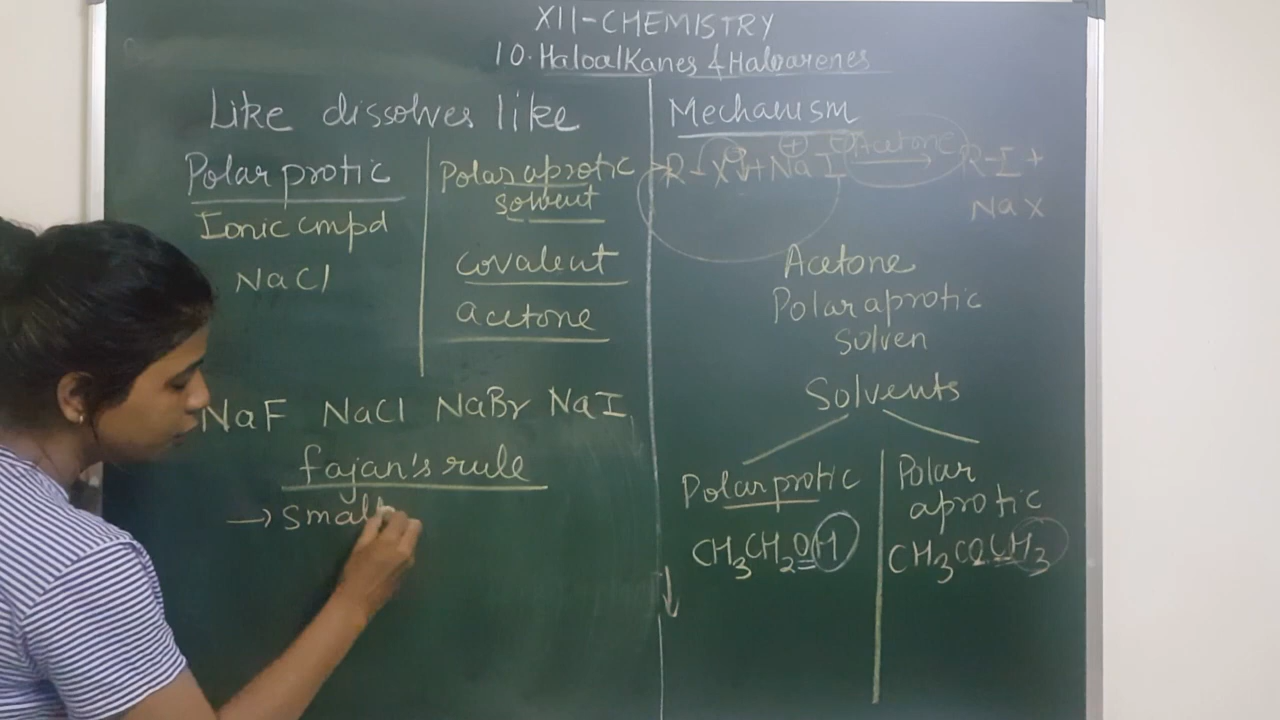 XII-CHEMISTRY
10. Haloalkanes & Haloarenes
Like dissolves like
Polar protic
Ionic cmpd
NaCl
Polar aprotic
solvent
covalent
acetone
NaF NaCl NaBr NaI
fajan's rule
→ Small
Mechanism
R-X + NaI Acetone → R-I +
NaX
Acetone
Polar aprotic
Solven
Solvents
Polar protic
CH3CH2OH
Polar
aprotic
CH3COCH3